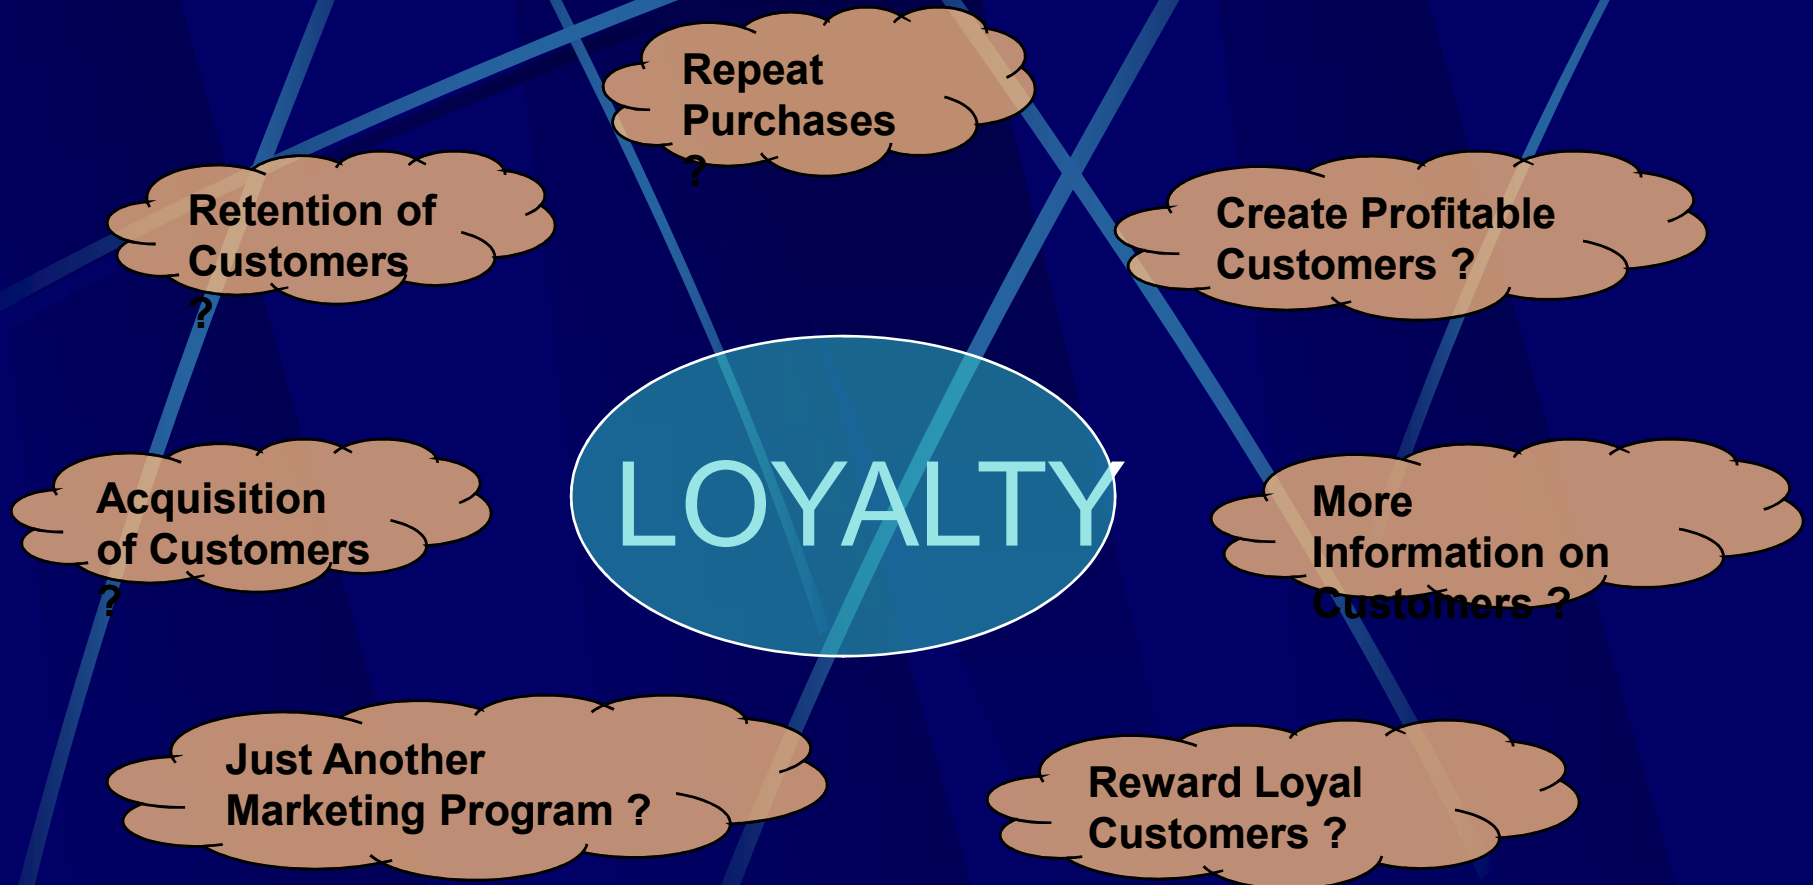 Repeat
Purchases
?
Retention of
Customers
?
Create Profitable
Customers ?
LOYALTY
Acquisition
of Customers
?
More
Information on
Customers ?
Just Another
Marketing Program ?
Reward Loyal
Customers ?